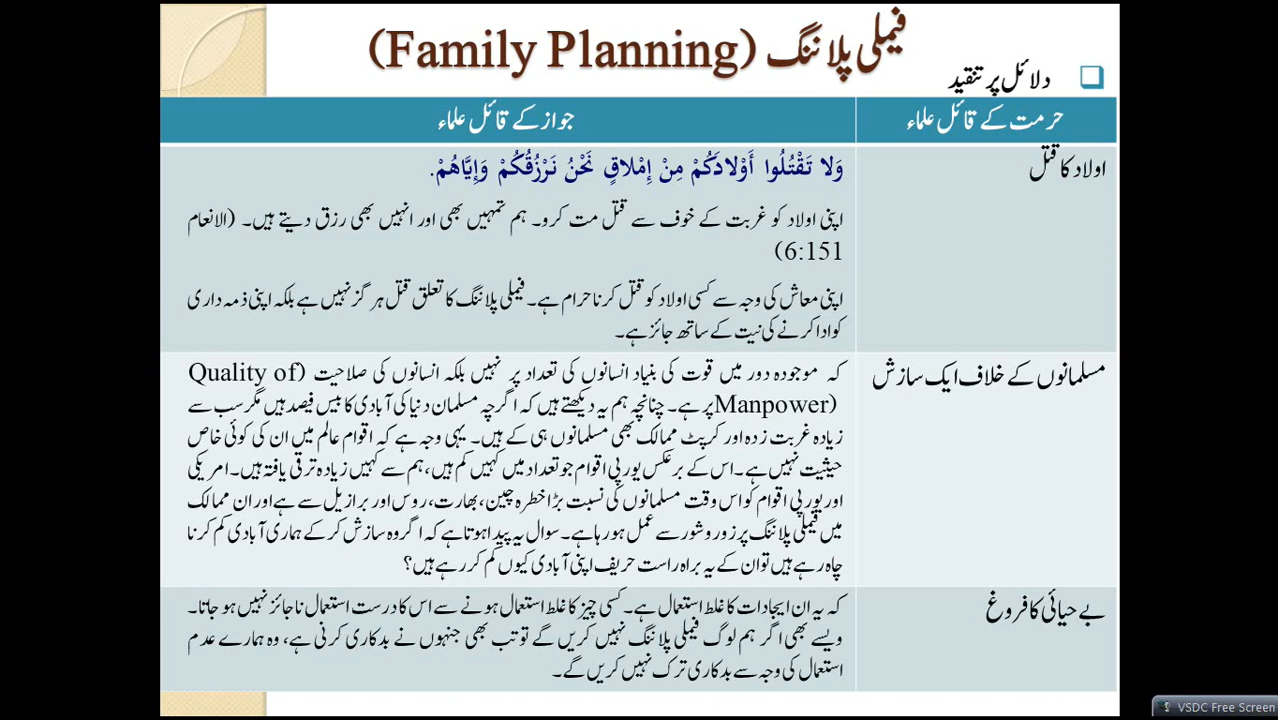 فیملی پلاننگ (Family Planning)
دلائل پر تنقید
حرمت کے قائل علماء
جواز کے قائل علماء
اولاد کا قتل
وَلا تَقْتُلُوا أَوْلادَكُمْ مِنْ إِمْلاقٍ نَحْنُ نَرْزُقُكُمْ وَإِيَّاهُمْ.
اپنی اولاد کو غربت کے خوف سے قتل مت کرو۔ ہم تمہیں بھی اور انہیں بھی رزق دیتے ہیں۔ (الانعام
6:151)
اپنی معاش کی وجہ سے کسی اولاد کو قتل کرنا حرام ہے۔ فیملی پلاننگ کا تعلق قتل ہرگز نہیں ہے بلکہ اپنی ذمہ داری
کو ادا کرنے کی نیت کے ساتھ جائز ہے۔
مسلمانوں کے خلاف ایک سازش
کہ موجودہ دور میں قوت کی بنیاد انسانوں کی تعداد پر نہیں بلکہ انسانوں کی صلاحیت (Quality of
Manpower) پر ہے۔ چنانچہ ہم یہ دیکھتے ہیں کہ اگرچہ مسلمان دنیا کی آبادی کا بیس فیصد ہیں مگر سب سے
زیادہ غربت زدہ اور کرپٹ ممالک بھی مسلمانوں ہی کے ہیں۔ یہی وجہ ہے کہ اقوام عالم میں ان کی کوئی خاص
حیثیت نہیں ہے۔ اس کے برعکس یورپی اقوام جو تعداد میں کہیں کم ہیں، ہم سے کہیں زیادہ ترقی یافتہ ہیں۔ امریکی
اور یورپی اقوام کو اس وقت مسلمانوں کی نسبت بڑا خطرہ چین، بھارت، روس اور برازیل سے ہے اور ان ممالک
میں فیملی پلاننگ پر زور و شور سے عمل ہو رہا ہے۔ سوال یہ پیدا ہوتا ہے کہ اگر وہ سازش کر کے ہماری آبادی کم کرنا
چاہ رہے ہیں تو ان کے یہ براہ راست حریف اپنی آبادی کیوں کم کر رہے ہیں؟
بے حیائی کا فروغ
کہ یہ ان ایجادات کا غلط استعمال ہے۔ کسی چیز کا غلط استعمال ہونے سے اس کا درست استعمال ناجائز نہیں ہو جاتا۔
ویسے بھی اگر ہم لوگ فیملی پلاننگ نہیں کریں گے تو تب بھی جنہوں نے بدکاری کرنی ہے، وہ ہمارے عدم
استعمال کی وجہ سے بدکاری ترک نہیں کریں گے۔
VSDC Free Screen